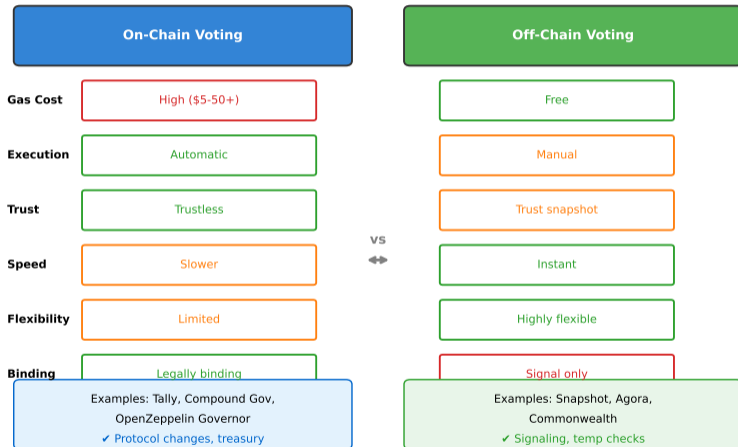 On-Chain Voting
Off-Chain Voting
Gas Cost
High ($5-50+)
Free
Execution
Automatic
Manual
Trust
Trustless
Trust snapshot
vs
Speed
Slower
Instant
Flexibility
Limited
Highly flexible
Binding
Legally binding
Signal only
Examples: Tally, Compound Gov,
OpenZeppelin Governor
✔ Protocol changes, treasury
Examples: Snapshot, Agora,
Commonwealth
✔ Signaling, temp checks